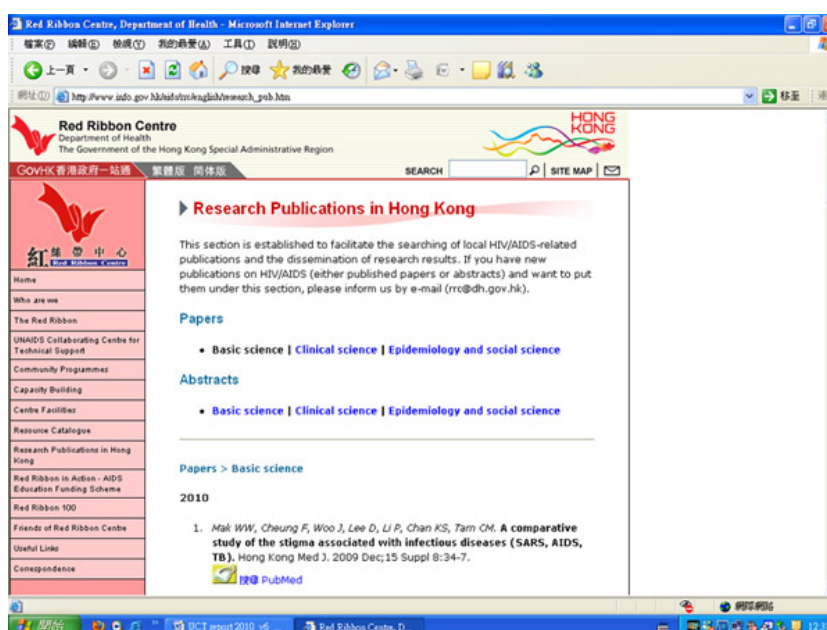 Red Ribbon Centre, Department of Health - Microsoft Internet Explorer
檔案(F) 編輯(E) 檢視(V) 我的最愛(A) 工具(T) 說明(H)
上一頁 搜尋 我的最愛
網址(D) http://www.info.gov.hk/aids/rrc/english/research_pub.htm 移至
Red Ribbon Centre
Department of Health
The Government of the Hong Kong Special Administrative Region
HONG KONG
GOVHK香港政府一站通 繁體版 简体版 SEARCH SITE MAP
紅絲帶中心
Red Ribbon Centre
Home
Who are we
The Red Ribbon
UNAIDS Collaborating Centre for
Technical Support
Community Programmes
Capacity Building
Centre Facilities
Resource Catalogue
Research Publications in Hong
Kong
Red Ribbon in Action - AIDS
Education Funding Scheme
Red Ribbon 100
Friends of Red Ribbon Centre
Useful Links
Correspondence
Research Publications in Hong Kong
This section is established to facilitate the searching of local HIV/AIDS-related
publications and the dissemination of research results. If you have new
publications on HIV/AIDS (either published papers or abstracts) and want to put
them under this section, please inform us by e-mail (rrc@dh.gov.hk).
Papers
• Basic science | Clinical science | Epidemiology and social science
Abstracts
• Basic science | Clinical science | Epidemiology and social science
Papers > Basic science
2010
1. Mak WW, Cheung F, Woo J, Lee D, Li P, Chan KS, Tam CM. A comparative
study of the stigma associated with infectious diseases (SARS, AIDS,
TB). Hong Kong Med J. 2009 Dec;15 Suppl 8:34-7.
搜尋 PubMed
網際網路
開始 UCT report 2010_v6 ... Red Ribbon Centre, D... 12:3